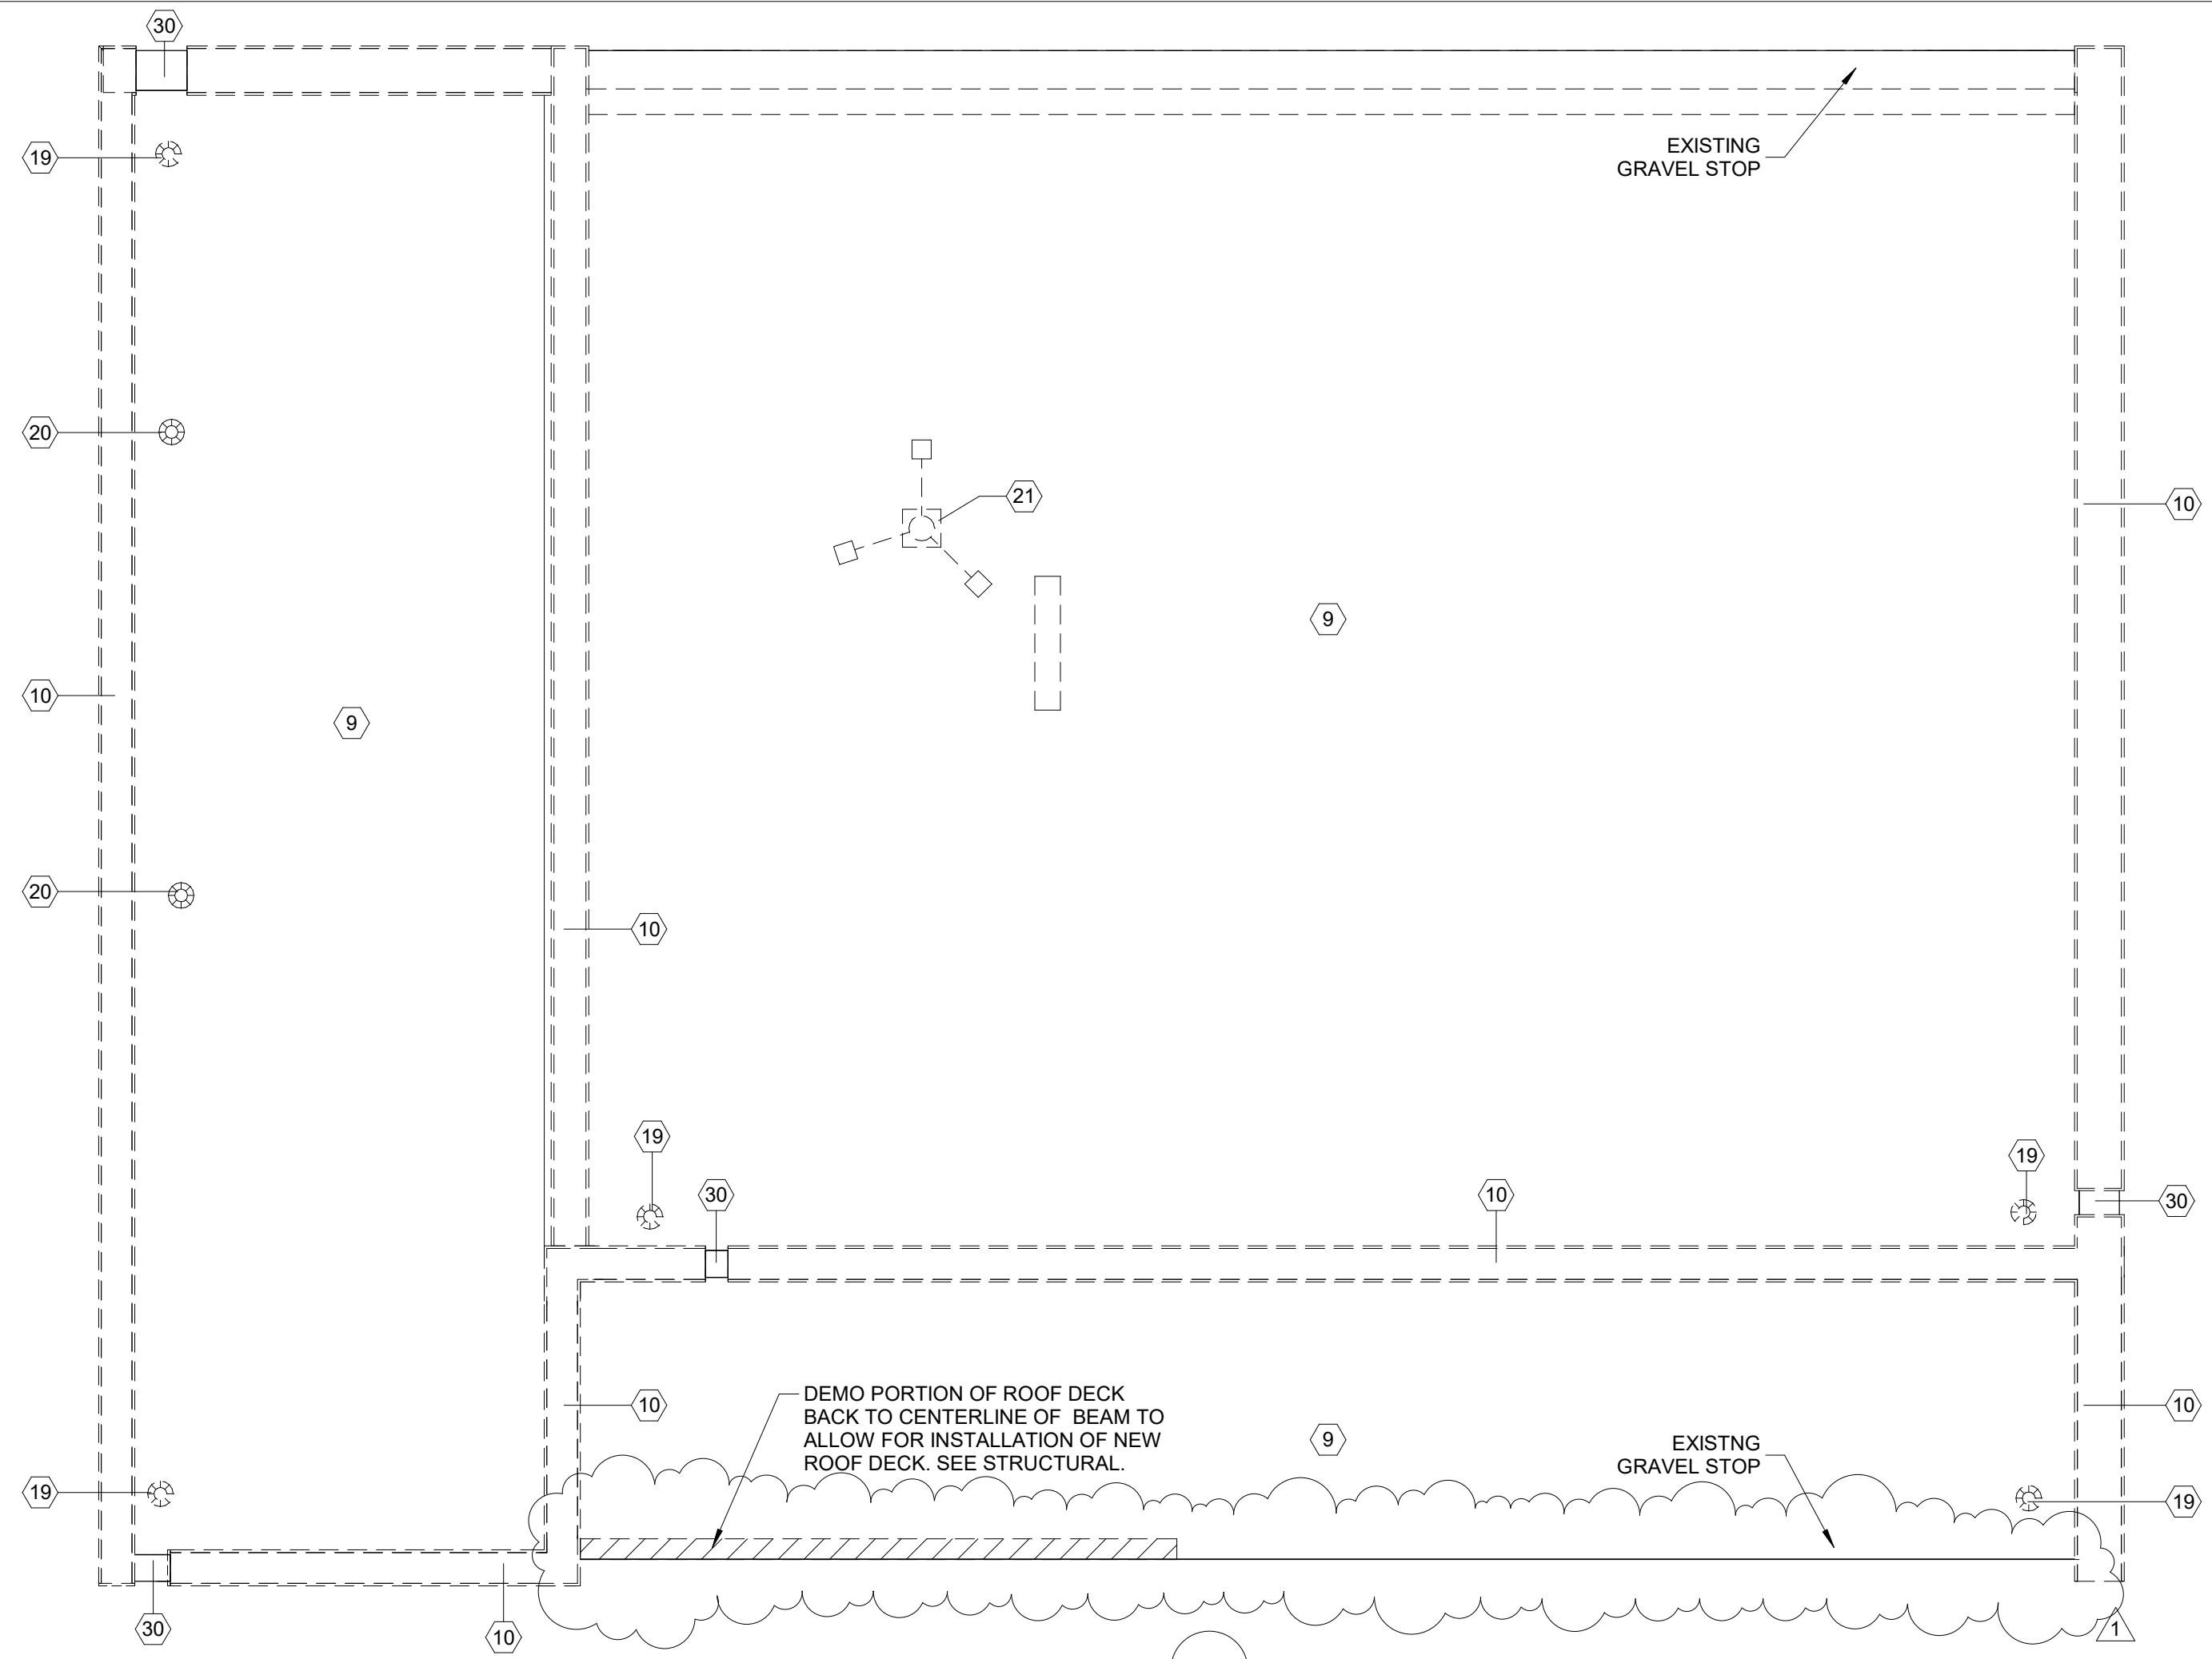 30
19
EXISTING
GRAVEL STOP
20
21
10
9
10
9
20
10
19
19
30
10
30
DEMO PORTION OF ROOF DECK
BACK TO CENTERLINE OF BEAM TO
ALLOW FOR INSTALLATION OF NEW
ROOF DECK. SEE STRUCTURAL.
10
9
EXISTNG
GRAVEL STOP
10
19
19
30
10
1